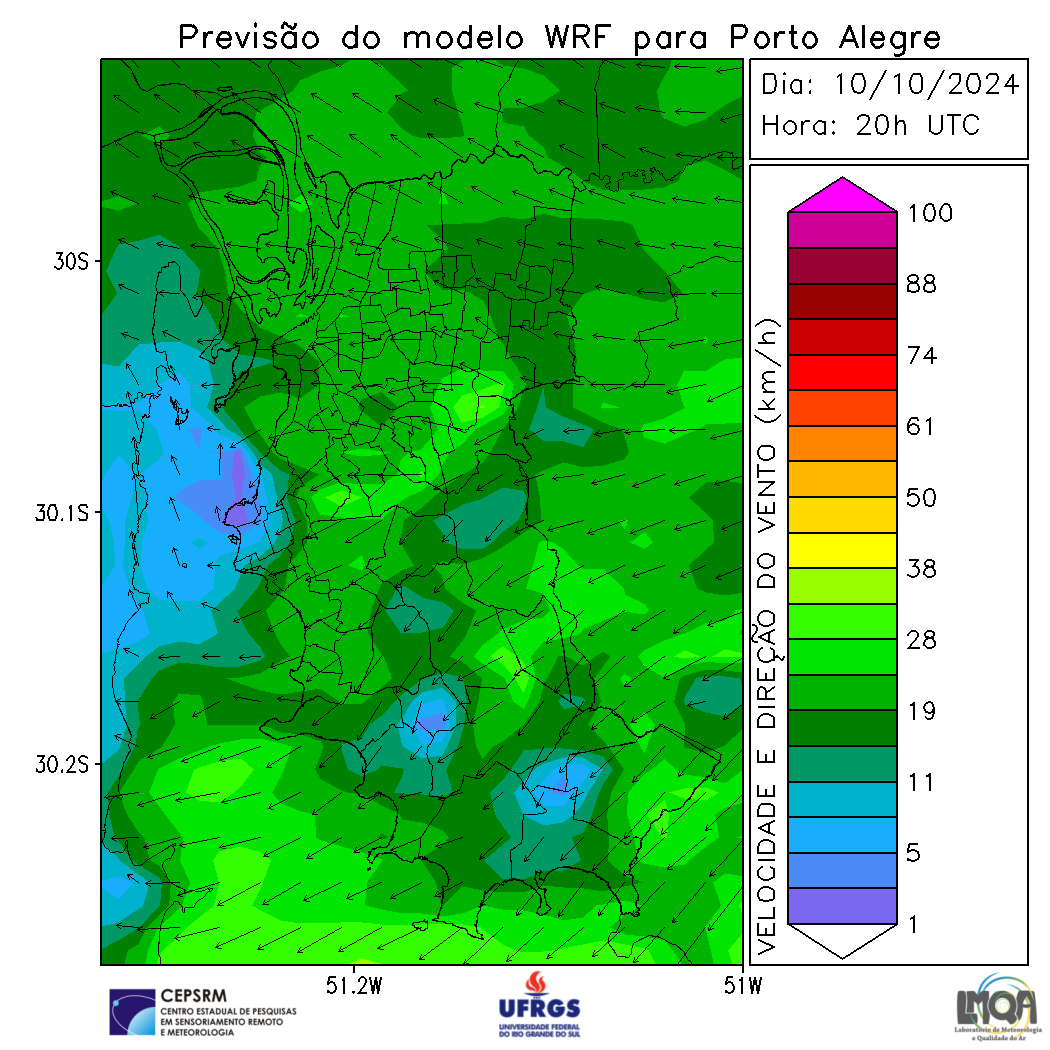 Previsão do modelo WRF para Porto Alegre
Dia: 10/10/2024
Hora: 20h UTC
30S
30.1S
30.2S
51.2W
51W
VELOCIDADE E DIREÇÃO DO VENTO (km/h)
100
88
74
61
50
38
28
19
11
5
1
CEPSRM
CENTRO ESTADUAL DE PESQUISAS
EM SENSORIAMENTO REMOTO
E METEOROLOGIA
UFRGS
UNIVERSIDADE FEDERAL
DO RIO GRANDE DO SUL
LMQA
Laboratório de Meteorologia
e Qualidade do Ar